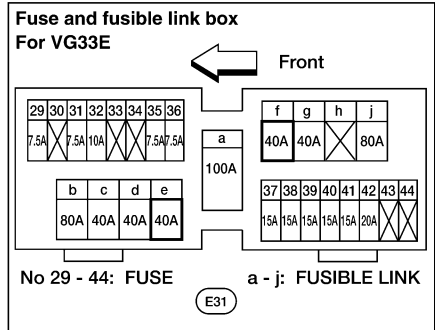 Fuse and fusible link box
For VG33E
Front
29 30 31 32 33 34 35 36
7.5A 7.5A 10A 7.5A 7.5A
a
100A
f g h j
40A 40A 80A
b c d e
80A 40A 40A 40A
37 38 39 40 41 42 43 44
15A 15A 15A 15A 15A 20A
No 29 - 44: FUSE
a - j: FUSIBLE LINK
E31